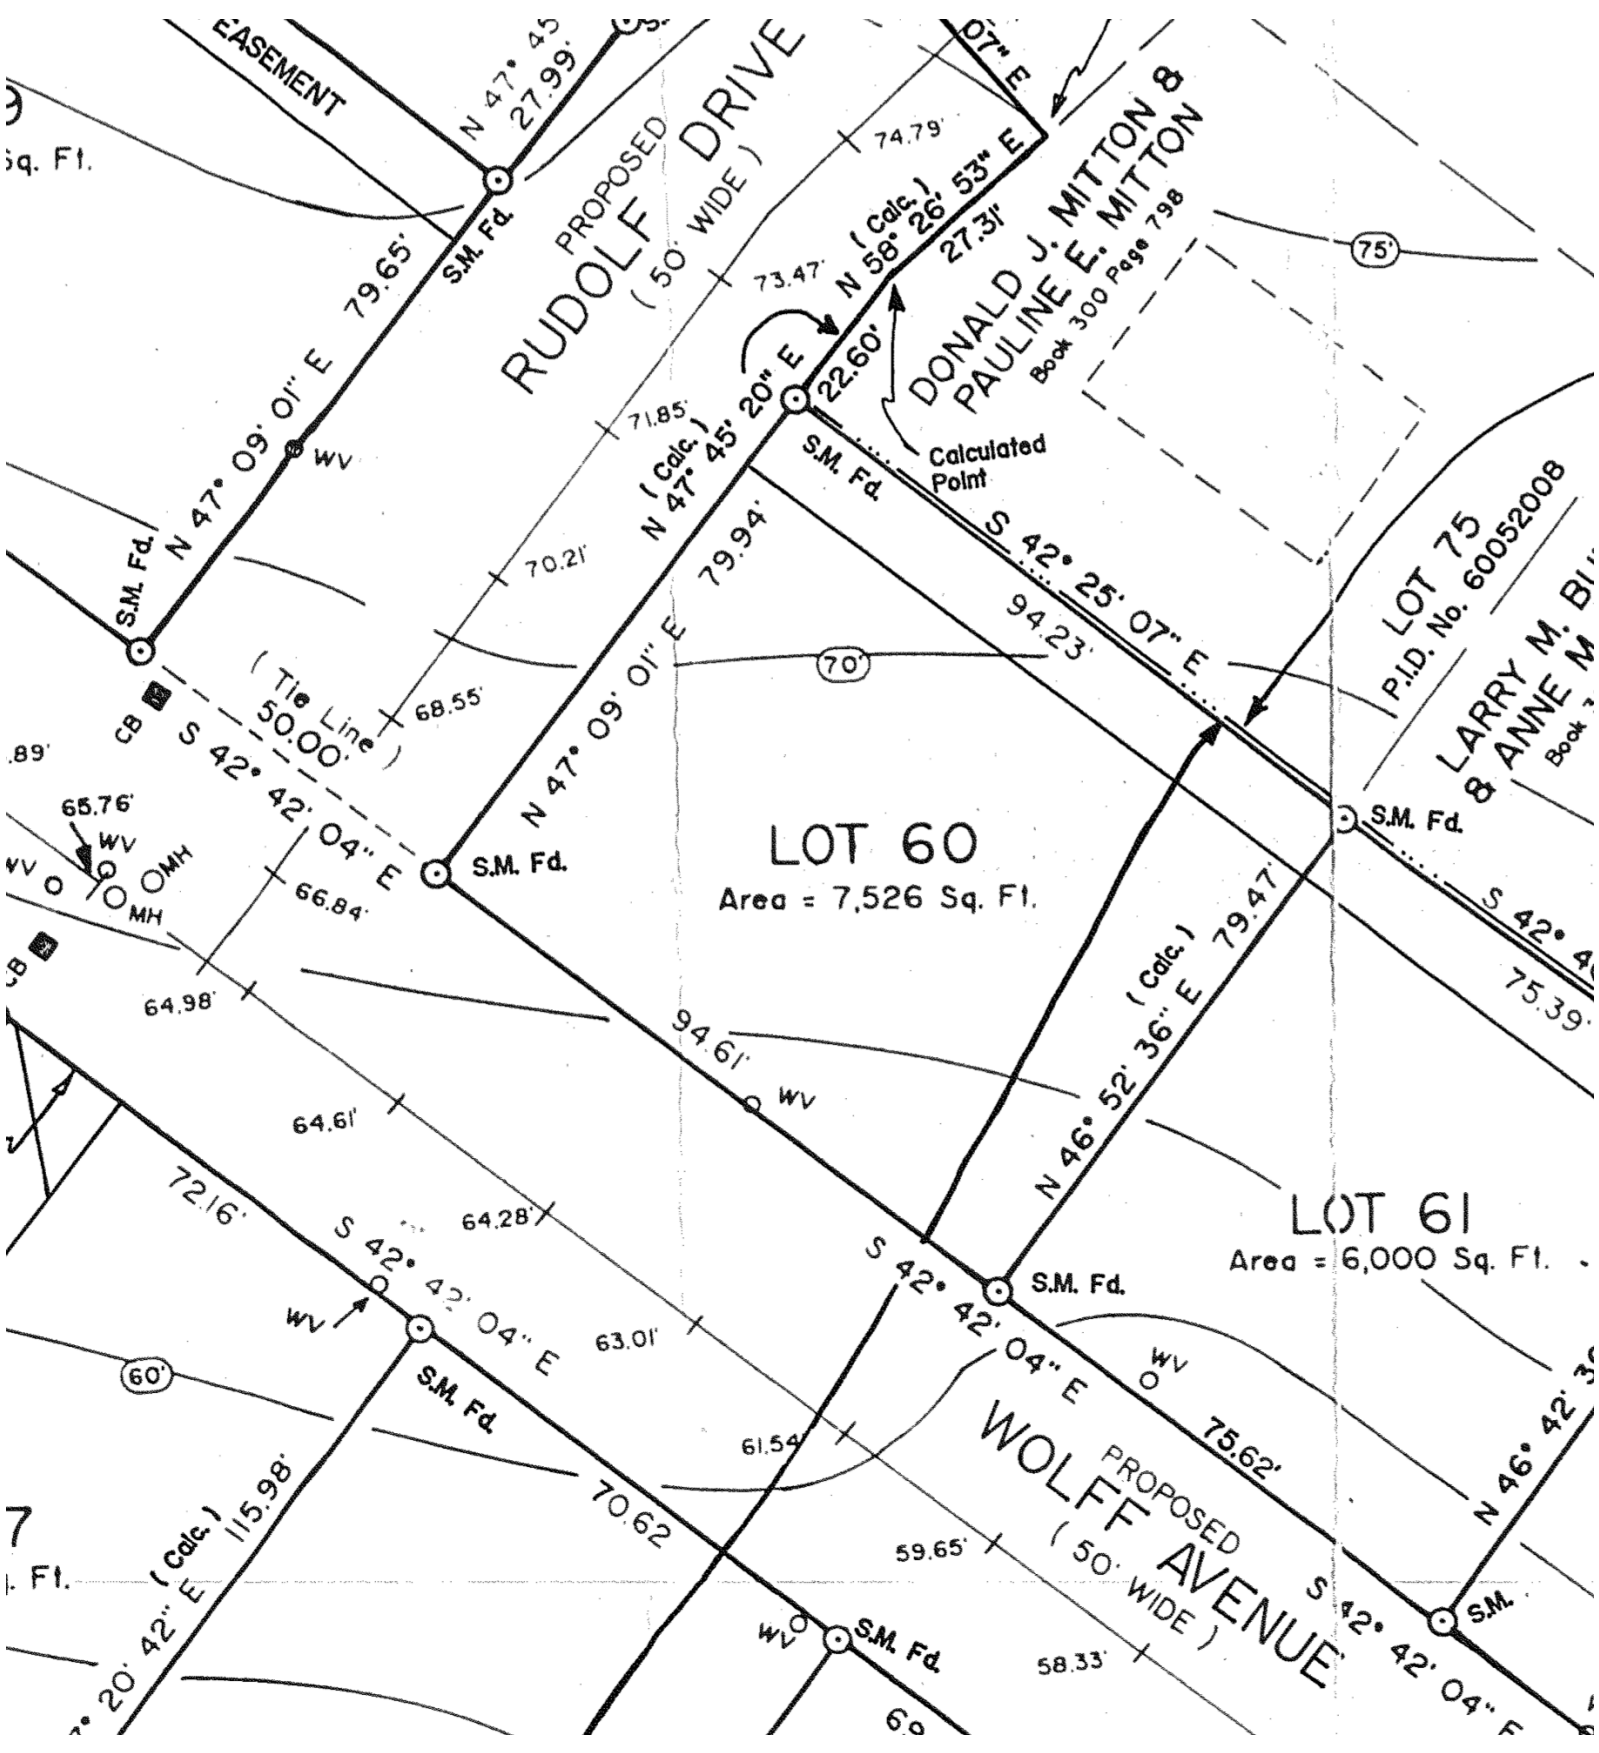 EASEMENT
N 47° 45'
27.99'
Sq. Ft.
PROPOSED
RUDOLF DRIVE
( 50' WIDE )
74.79'
07" E
DONALD J. MITTON &
PAULINE E. MITTON
Book 300 Page 798
( Calc. )
N 58° 26' 53" E
27.31'
75'
S.M. Fd.
79.65'
N 47° 09' 01" E
WV
S.M. Fd.
73.47'
22.60'
( Calc. )
N 47° 45' 20" E
71.85'
79.94'
N 47° 09' 01" E
70.21'
S.M. Fd.
Calculated
Point
S 42° 25' 07" E
94.23'
LOT 75
P.I.D. No. 60052008
LARRY M.
& ANNE M.
Book
70'
( Tie Line )
50.00'
68.55'
CB
S 42° 42' 04" E
.89'
65.76'
WV
WV
MH
MH
CB
S.M. Fd.
66.84'
64.98'
LOT 60
Area = 7,526 Sq. Ft.
S.M. Fd.
79.47'
( Calc. )
N 46° 52' 36" E
S 42°
75.39'
94.61'
WV
64.61'
72.16'
64.28'
S 42° 42' 04" E
WV
63.01'
60'
S.M. Fd.
S 42° 42' 04" E
S.M. Fd.
LOT 61
Area = 6,000 Sq. Ft.
WV
61.54
75.62'
N 46° 42'
PROPOSED
WOLFF AVENUE
( 50' WIDE )
115.98'
( Calc. )
20' 42" E
7
Ft.
70.62
59.65'
WV
S.M. Fd.
58.33'
S 42° 42' 04" E
S.M.
69